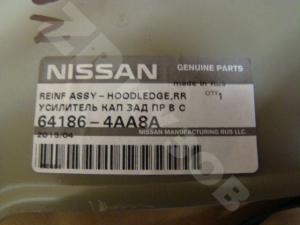 NISSAN
GENUINE PARTS
made in Rus
REINF ASSY-HOODLEDGE,RR
QTY 1
УСИЛИТЕЛЬ КАП ЗАД ПР В С
64186-4AA8A
2015/04
NISSAN MANUFACTURING RUS LLC.